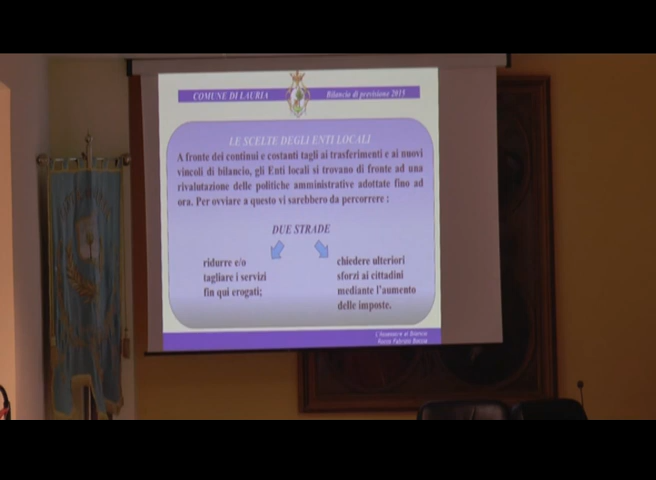 COMUNE DI LAURIA
Bilancio di previsione 2015
LE SCELTE DEGLI ENTI LOCALI
A fronte dei continui e costanti tagli ai trasferimenti e ai nuovi
vincoli di bilancio, gli Enti locali si trovano di fronte ad una
rivalutazione delle politiche amministrative adottate fino ad
ora. Per ovviare a questo vi sarebbero da percorrere :
DUE STRADE
ridurre e/o
tagliare i servizi
fin qui erogati;
chiedere ulteriori
sforzi ai cittadini
mediante l'aumento
delle imposte.
L'Assessore al Bilancio